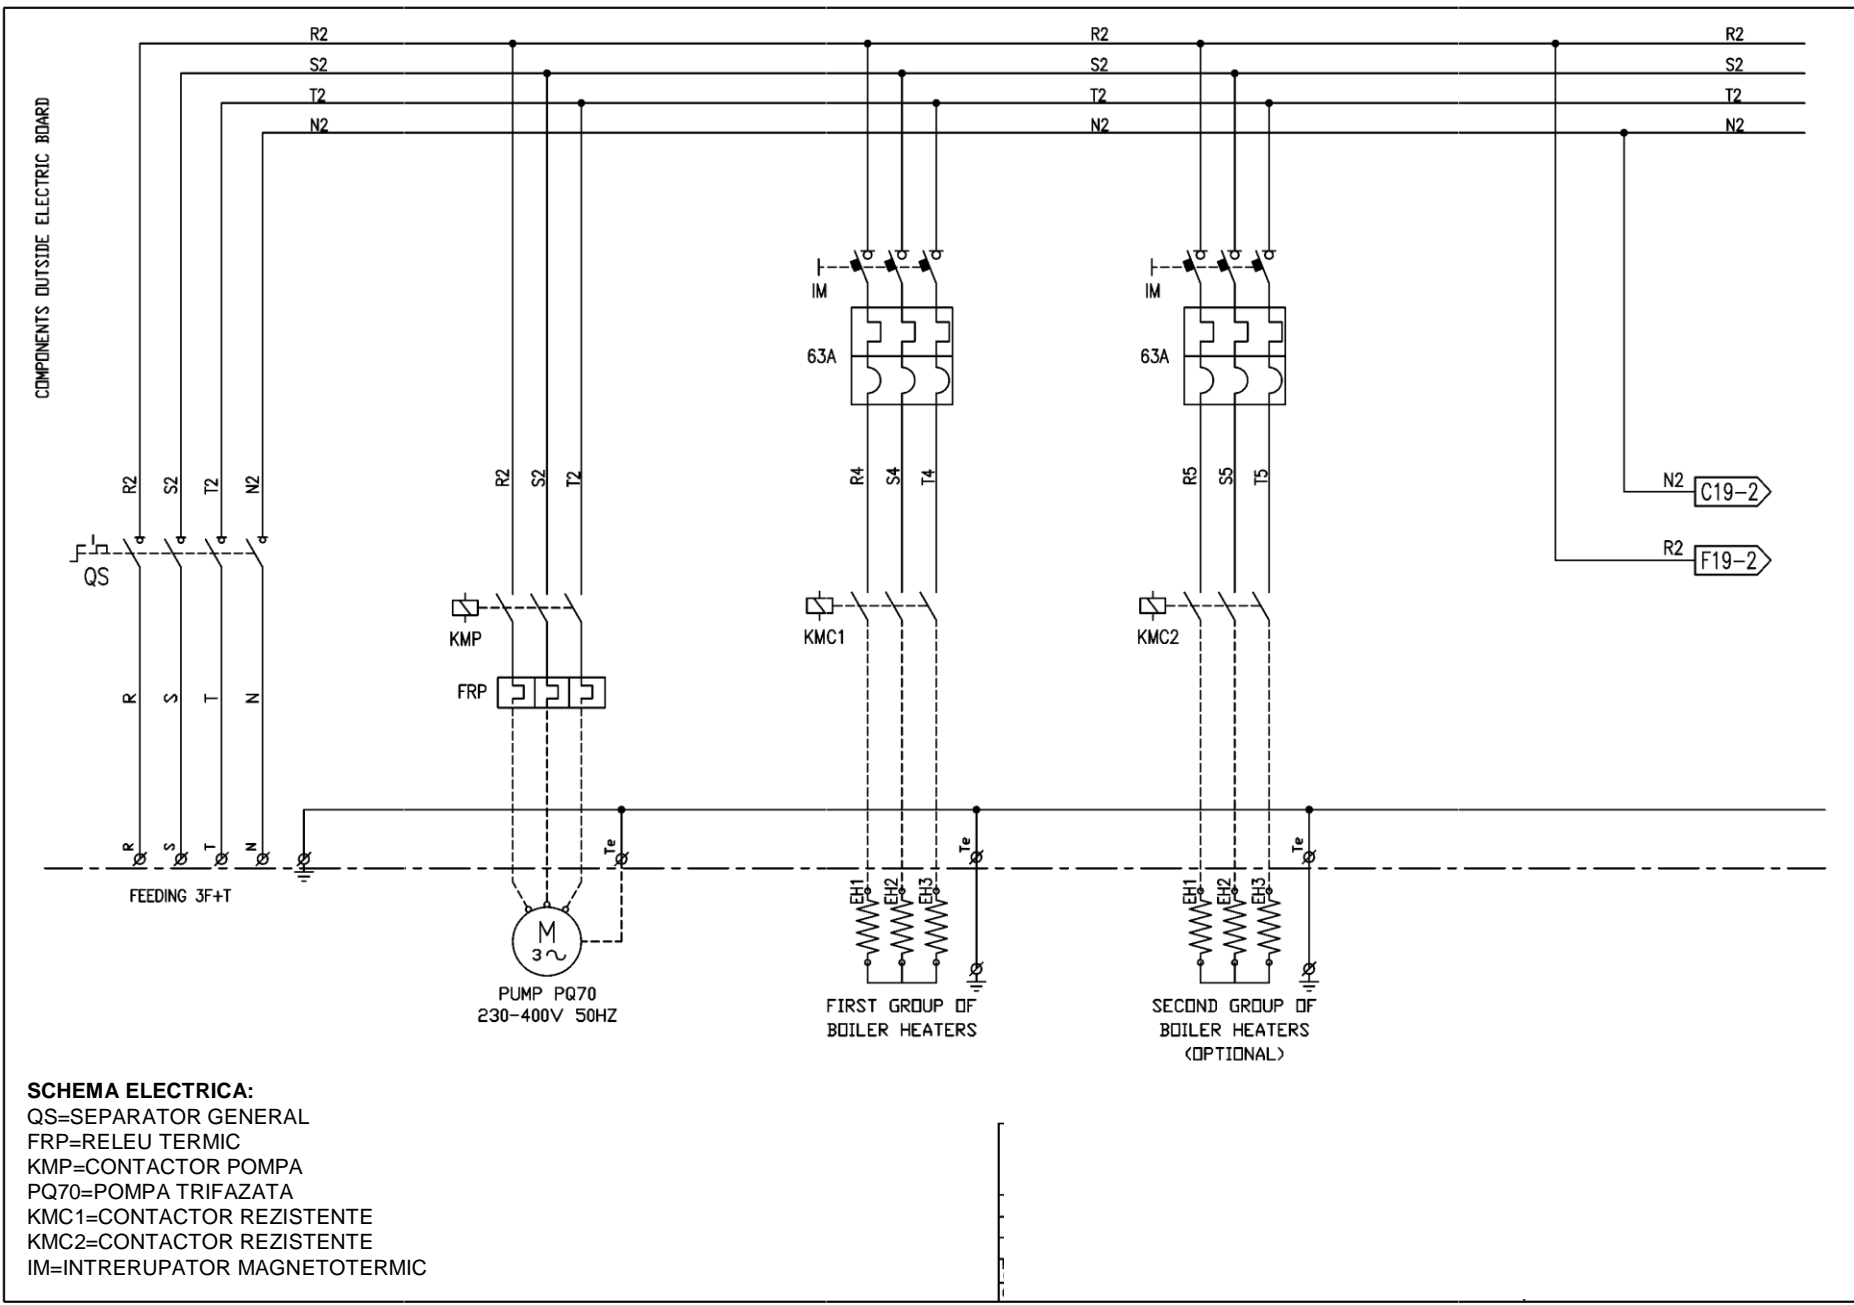 R2 R2 R2
S2 S2 S2
T2 T2 T2
N2 N2 N2
COMPONENTS OUTSIDE ELECTRIC BOARD
IM IM
63A 63A
R2 S2 T2 N2 R2 S2 T2 R4 S4 T4 R5 S5 T5
N2 C19-2
R2 F19-2
QS
KMP KMC1 KMC2
FRP
R S T N
R S T N Te Te Te
FEEDING 3F+T
EH1 EH2 EH3 EH1 EH2 EH3
M
3~
PUMP PQ70
230-400V 50HZ
FIRST GROUP OF
BOILER HEATERS
SECOND GROUP OF
BOILER HEATERS
(OPTIONAL)
SCHEMA ELECTRICA:
QS=SEPARATOR GENERAL
FRP=RELEU TERMIC
KMP=CONTACTOR POMPA
PQ70=POMPA TRIFAZATA
KMC1=CONTACTOR REZISTENTE
KMC2=CONTACTOR REZISTENTE
IM=INTRERUPATOR MAGNETOTERMIC